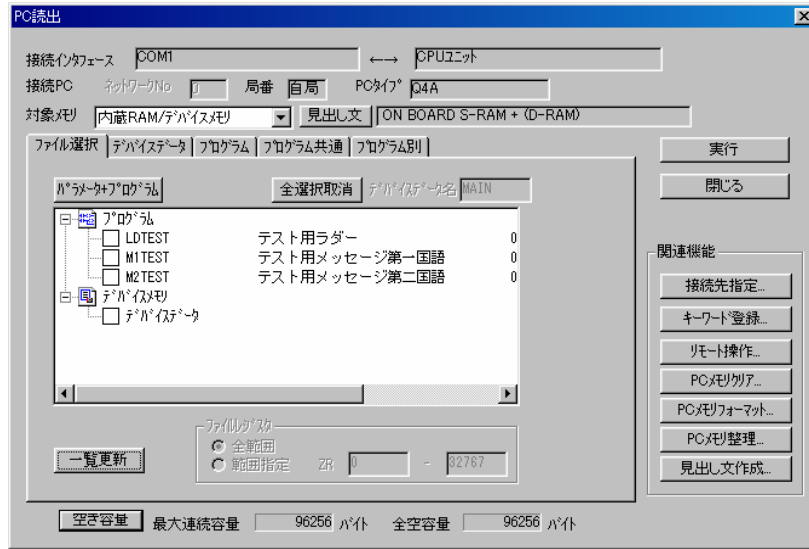 PC読出
接続インタフェース COM1 ←→ CPUユニット
接続PC ネットワークNo 0 局番 自局 PCタイプ Q4A
対象メモリ 内蔵RAM/デバイスメモリ 見出し文 ON BOARD S-RAM + (D-RAM)
ファイル選択 デバイスデータ プログラム プログラム共通 プログラム別
実行
パラメータ+プログラム 全選択取消 デバイスデータ名 MAIN
閉じる
プログラム
LDTEST テスト用ラダー 0
M1TEST テスト用メッセージ第一国語 0
M2TEST テスト用メッセージ第二国語 0
デバイスメモリ
デバイスデータ
関連機能
接続先指定...
キーワード登録...
リモート操作...
PCメモリクリア...
PCメモリフォーマット...
PCメモリ整理...
見出し文作成...
ファイルレジスタ
全範囲
範囲指定 ZR 0 - 32767
一覧更新
空き容量 最大連続容量 96256 バイト 全空容量 96256 バイト